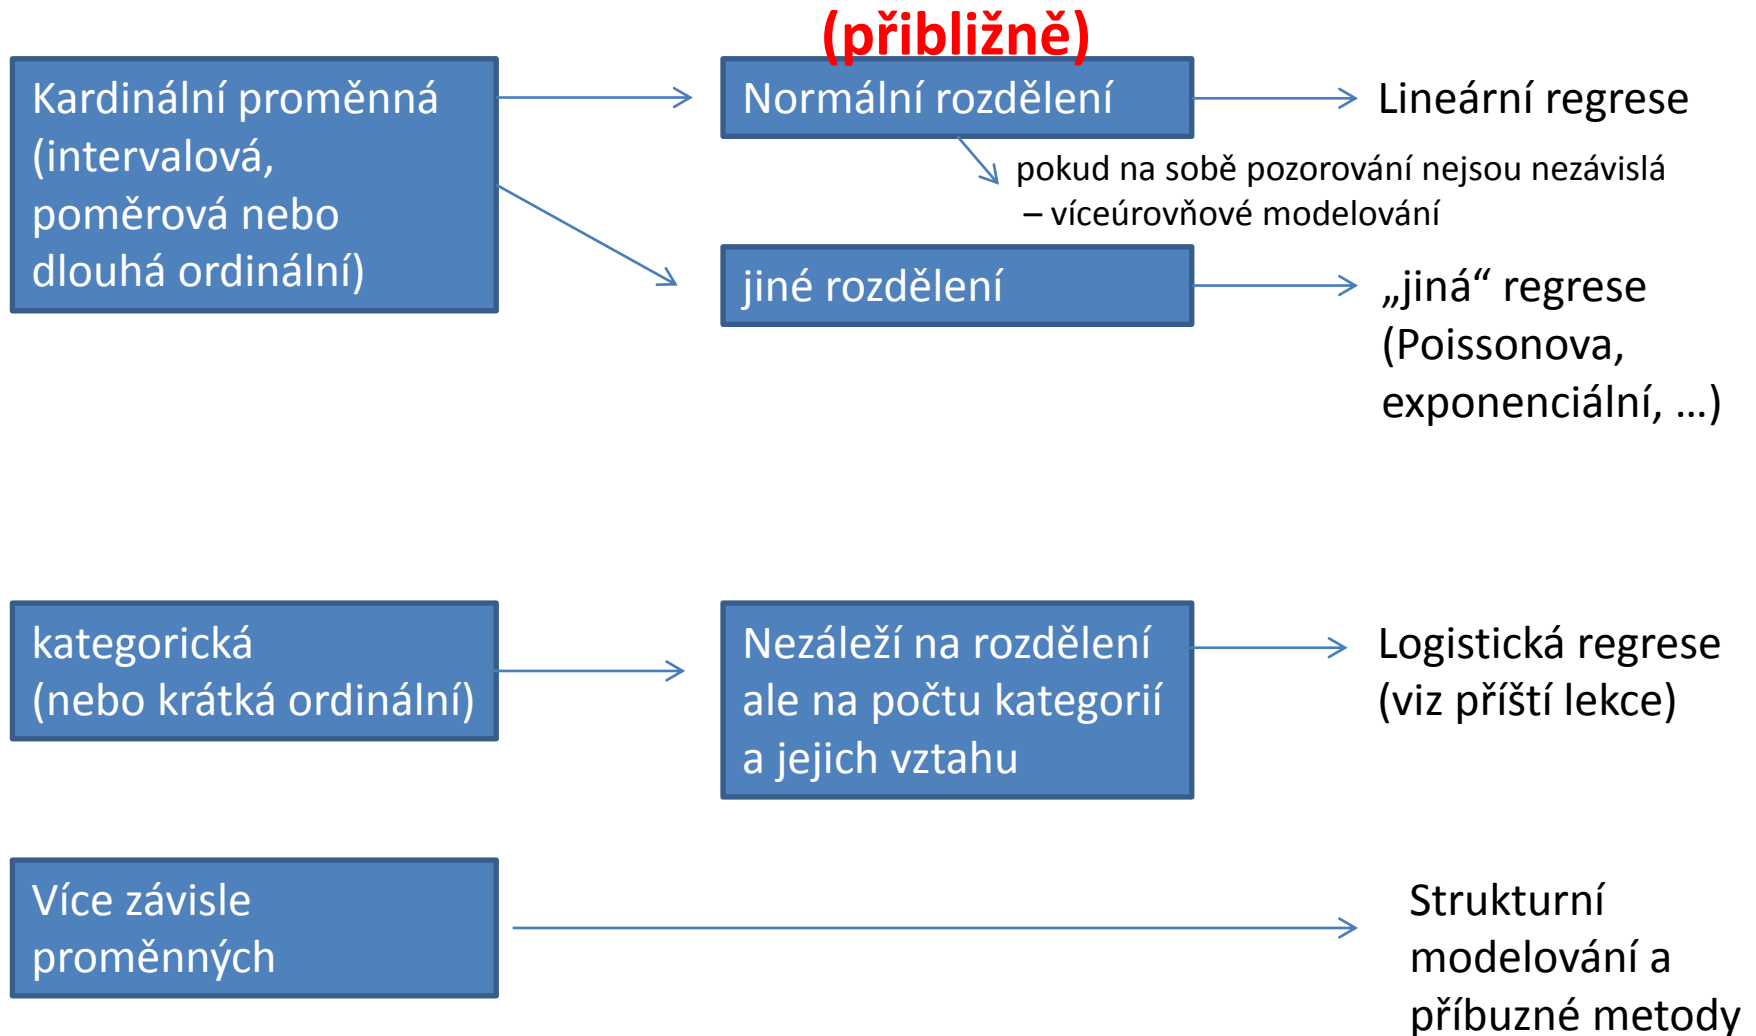 (přibližně)
Kardinální proměnná
(intervalová,
poměrová nebo
dlouhá ordinální)
Normální rozdělení
Lineární regrese
pokud na sobě pozorování nejsou nezávislá
– víceúrovňové modelování
jiné rozdělení
„jiná“ regrese
(Poissonova,
exponenciální, …)
kategorická
(nebo krátká ordinální)
Nezáleží na rozdělení
ale na počtu kategorií
a jejich vztahu
Logistická regrese
(viz příští lekce)
Více závisle
proměnných
Strukturní
modelování a
příbuzné metody